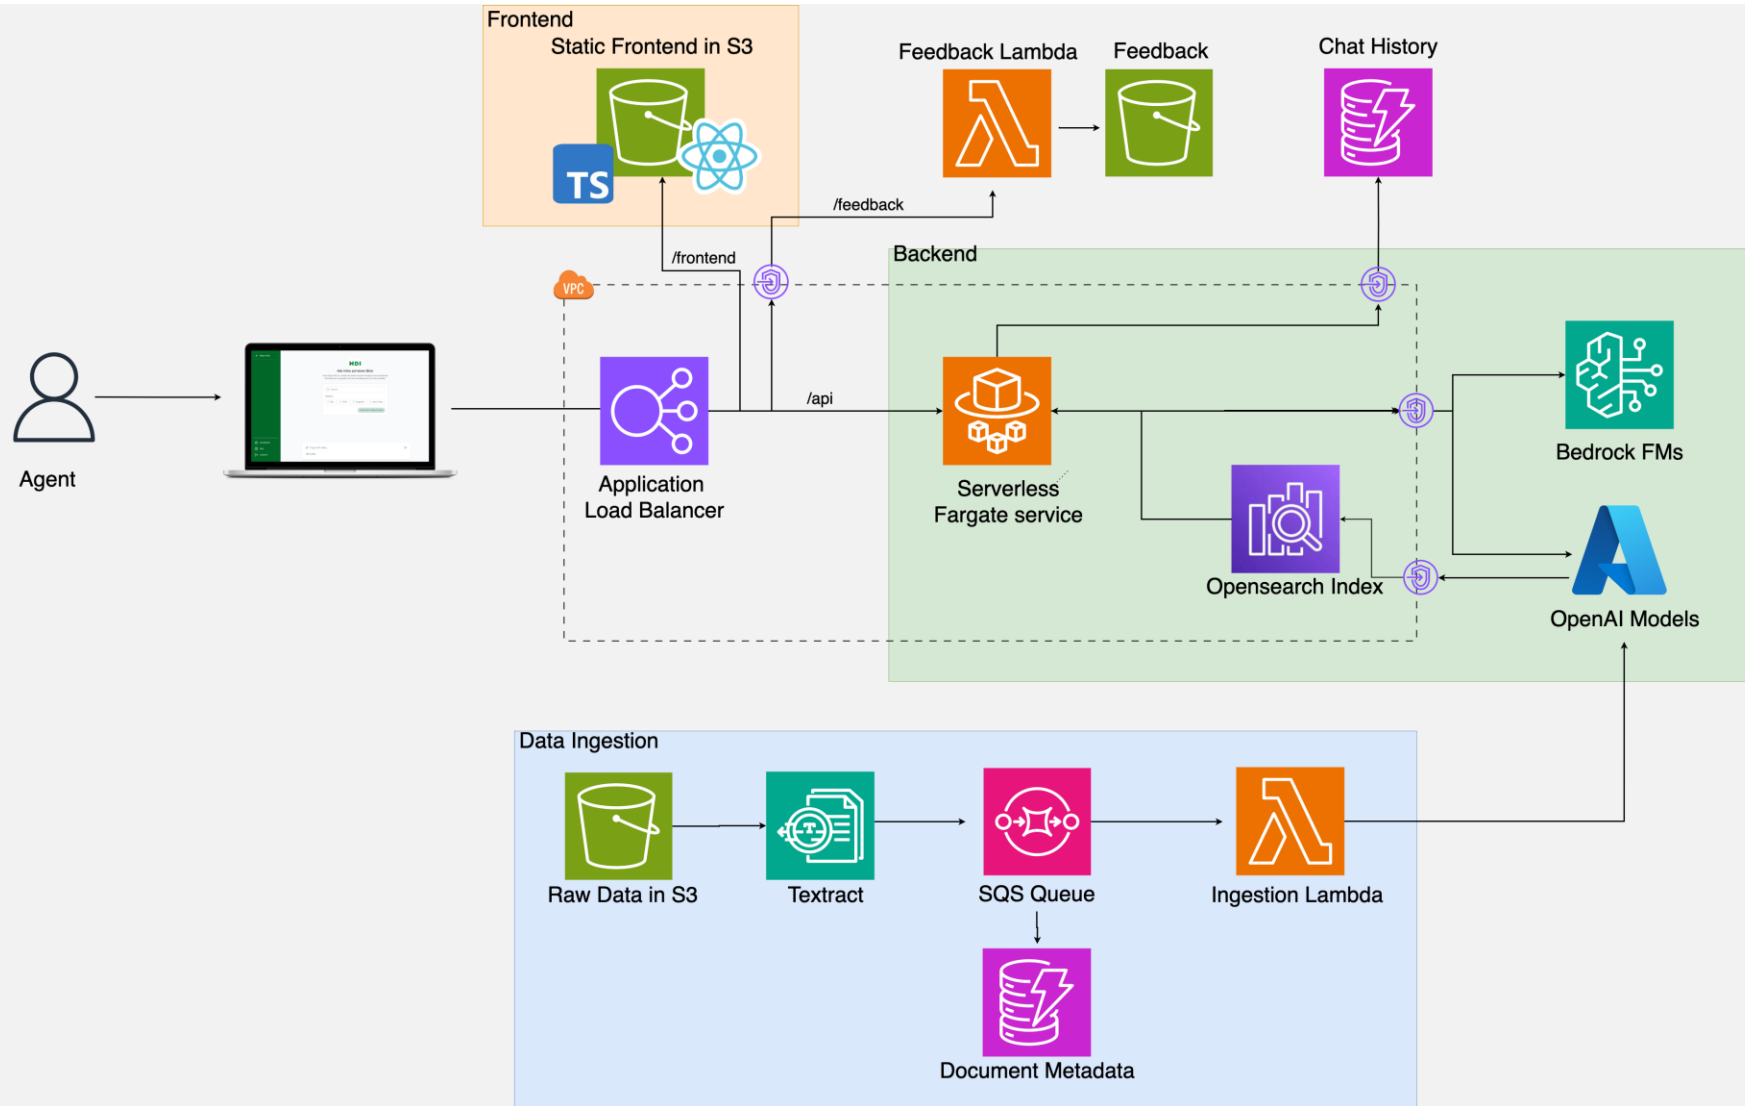 Frontend
Static Frontend in S3
TS
Feedback Lambda
Feedback
Chat History
/feedback
/frontend
Backend
VPC
HDI
/api
Agent
Application
Load Balancer
Serverless
Fargate service
Opensearch Index
Bedrock FMs
OpenAI Models
Data Ingestion
Raw Data in S3
Textract
SQS Queue
Ingestion Lambda
Document Metadata